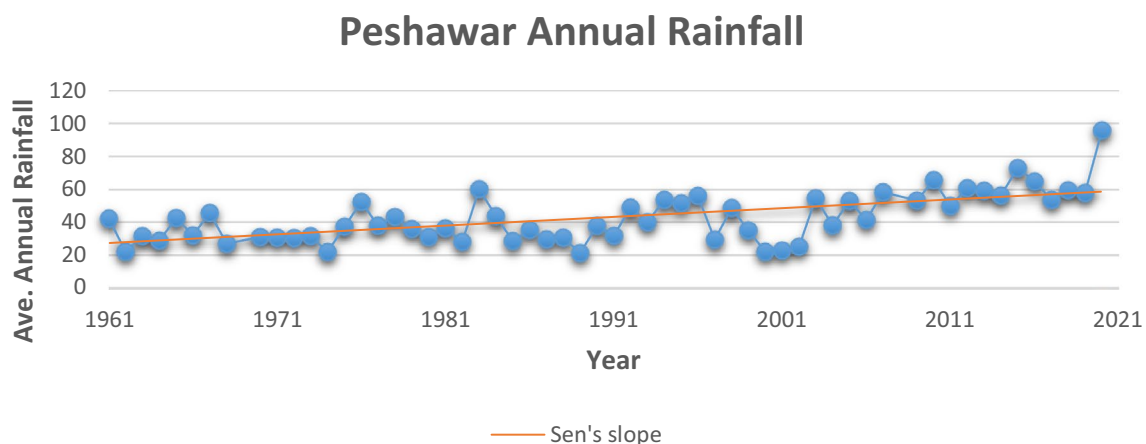 Peshawar Annual Rainfall
Ave. Annual Rainfall
120
100
80
60
40
20
0
1961 1971 1981 1991 2001 2011 2021
Year
Sen's slope